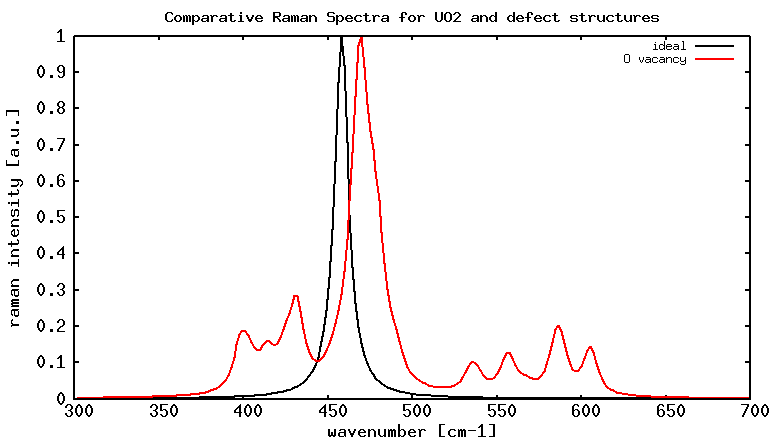 Comparative Raman Spectra for UO2 and defect structures
ideal
O vacancy
raman intensity [a.u.]
1
0.9
0.8
0.7
0.6
0.5
0.4
0.3
0.2
0.1
0
300 350 400 450 500 550 600 650 700
wavenumber [cm-1]